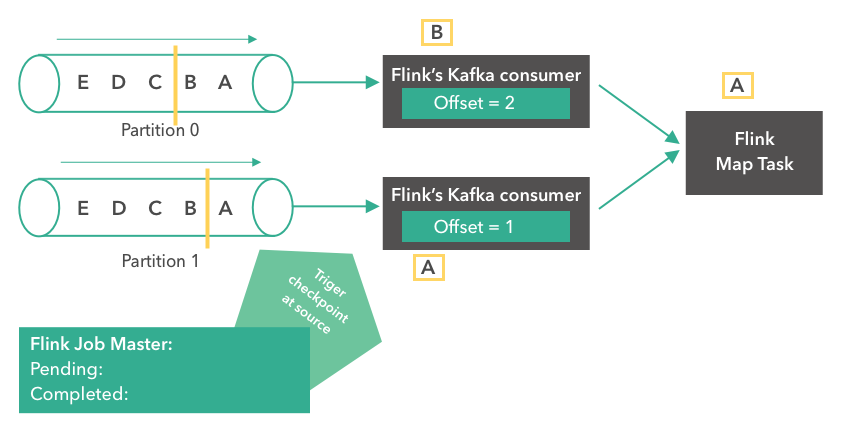 B
E D C B A
Flink's Kafka consumer
Offset = 2
Partition 0
A
Flink
Map Task
E D C B A
Flink's Kafka consumer
Offset = 1
Partition 1
A
Triger
checkpoint
at source
Flink Job Master:
Pending:
Completed: